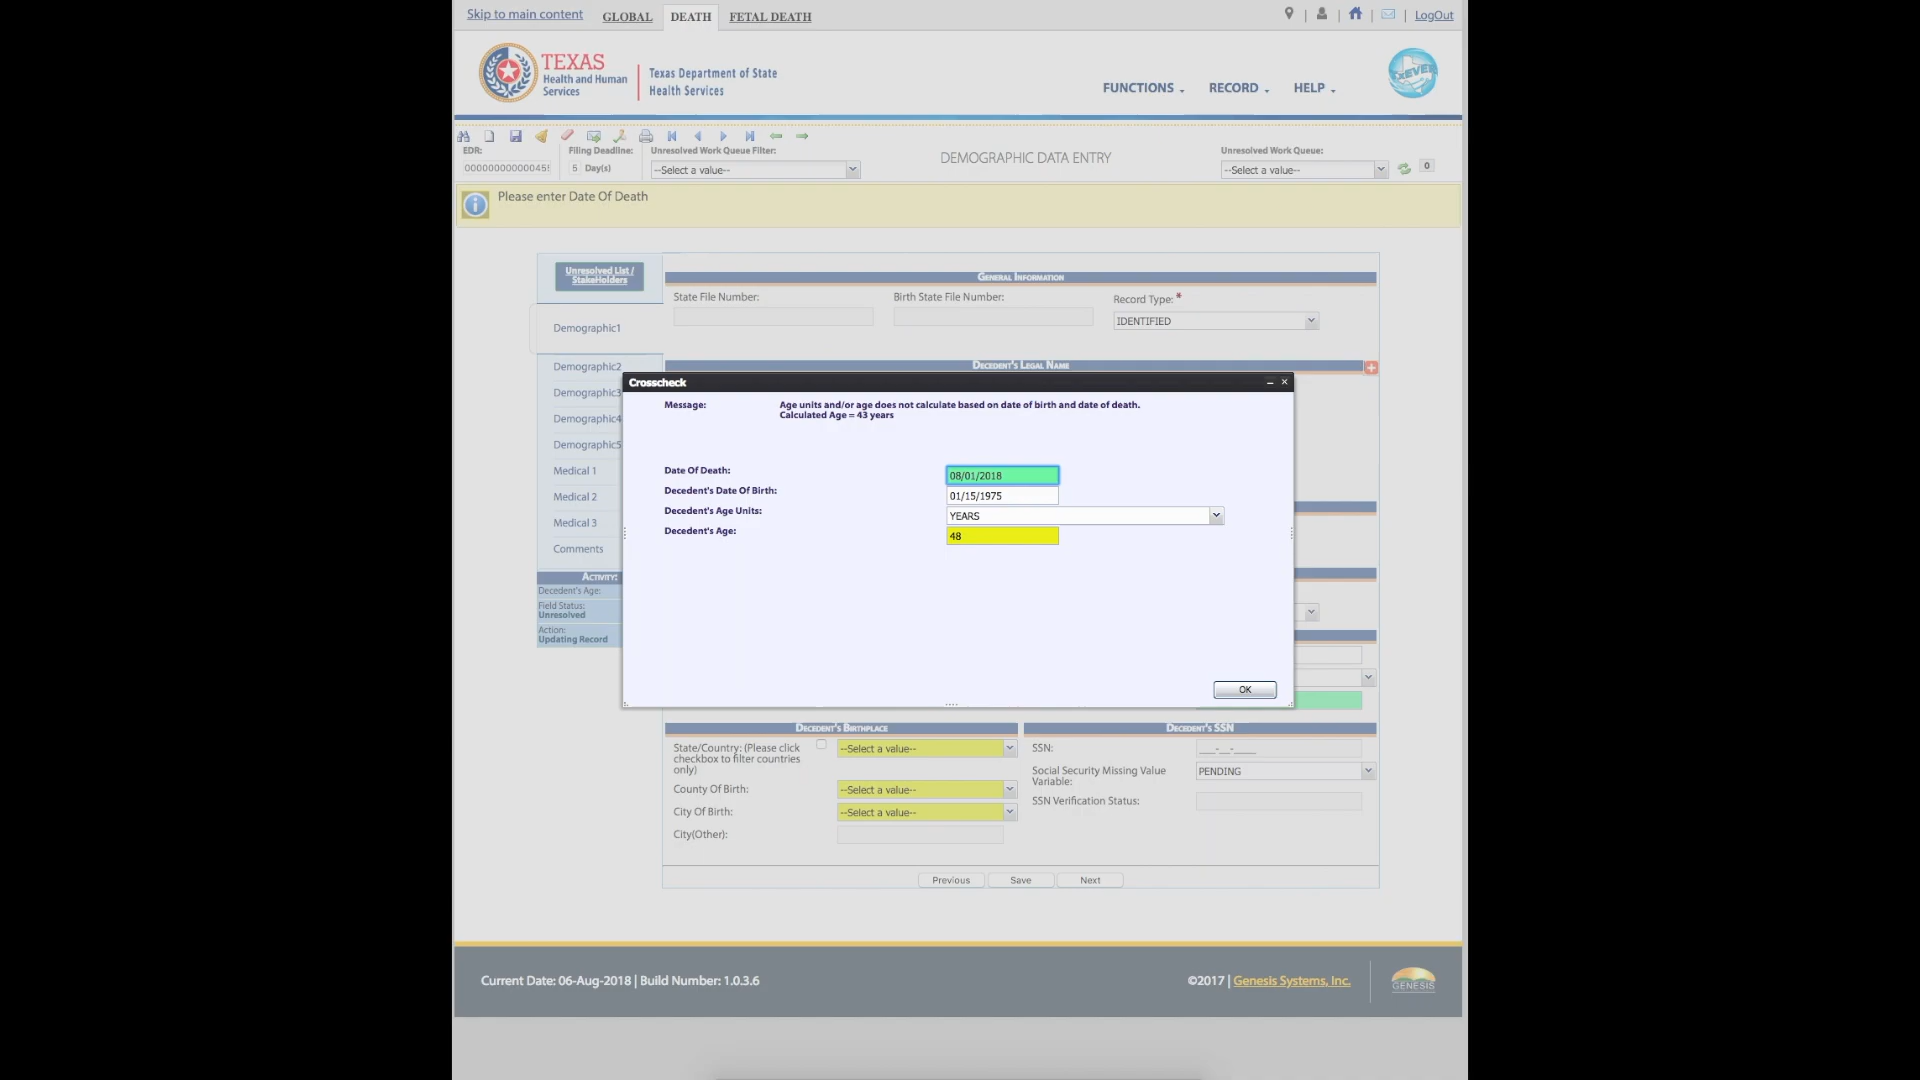 Skip to main content GLOBAL DEATH FETAL DEATH | | | LogOut
TEXAS
Health and Human
Services
Texas Department of State
Health Services
FUNCTIONS RECORD HELP
TxEVER
EDR: Filing Deadline: Unresolved Work Queue Filter: DEMOGRAPHIC DATA ENTRY Unresolved Work Queue:
5 Day(s) --Select a value-- --Select a value-- 0
Please enter Date Of Death
Unresolved List /
StakeHolders
General Information
State File Number: Birth State File Number: Record Type: *
IDENTIFIED
Demographic1
Decedent's Legal Name
Demographic2
Demographic3
Demographic4
Demographic5
Medical 1
Medical 2
Medical 3
Comments
Activity:
Decedent's Age:
Field Status:
Unresolved
Action:
Updating Record
Crosscheck
Message: Age units and/or age does not calculate based on date of birth and date of death.
Calculated Age = 43 years
Date Of Death: 08/01/2018
Decedent's Date Of Birth: 01/15/1975
Decedent's Age Units: YEARS
Decedent's Age: 48
OK
Decedent's Birthplace Decedent's SSN
State/Country: (Please click
checkbox to filter countries
only)
--Select a value--
County Of Birth: --Select a value--
City Of Birth: --Select a value--
City(Other):
SSN: ___-__-____
Social Security Missing Value
Variable:
PENDING
SSN Verification Status:
Previous Save Next
Current Date: 06-Aug-2018 | Build Number: 1.0.3.6 ©2017 | Genesis Systems, Inc.
GENESIS